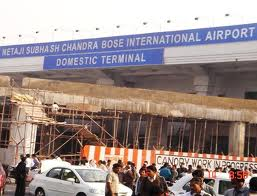 NETAJI SUBHASH CHANDRA BOSE INTERNATIONAL AIRPORT
DOMESTIC TERMINAL
CANOPY WORK IN PROGRESS